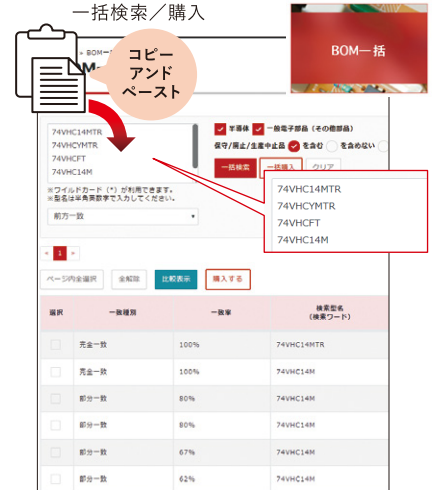 一括検索／購入
BOM一括
コピー
アンド
ペースト
» BOM一
M
74VHC14MTR
74VHCYMTR
74VHCFT
74VHC14M
半導体
一般電子部品（その他部品）
保守/廃止/生産中止品
を含む
を含めない
一括検索
一括購入
クリア
※ワイルドカード（*）が利用できます。
※型名は半角英数字で入力してください。
前方一致
74VHC14MTR
74VHCYMTR
74VHCFT
74VHC14M
« 1 »
ページ内全選択 全解除 比較表示 購入する
選択 一致種別 一致率 検索型名
（検索ワード）
完全一致 100% 74VHC14MTR
完全一致 100% 74VHC14M
部分一致 80% 74VHC14M
部分一致 80% 74VHC14M
部分一致 67% 74VHC14M
部分一致 62% 74VHC14M